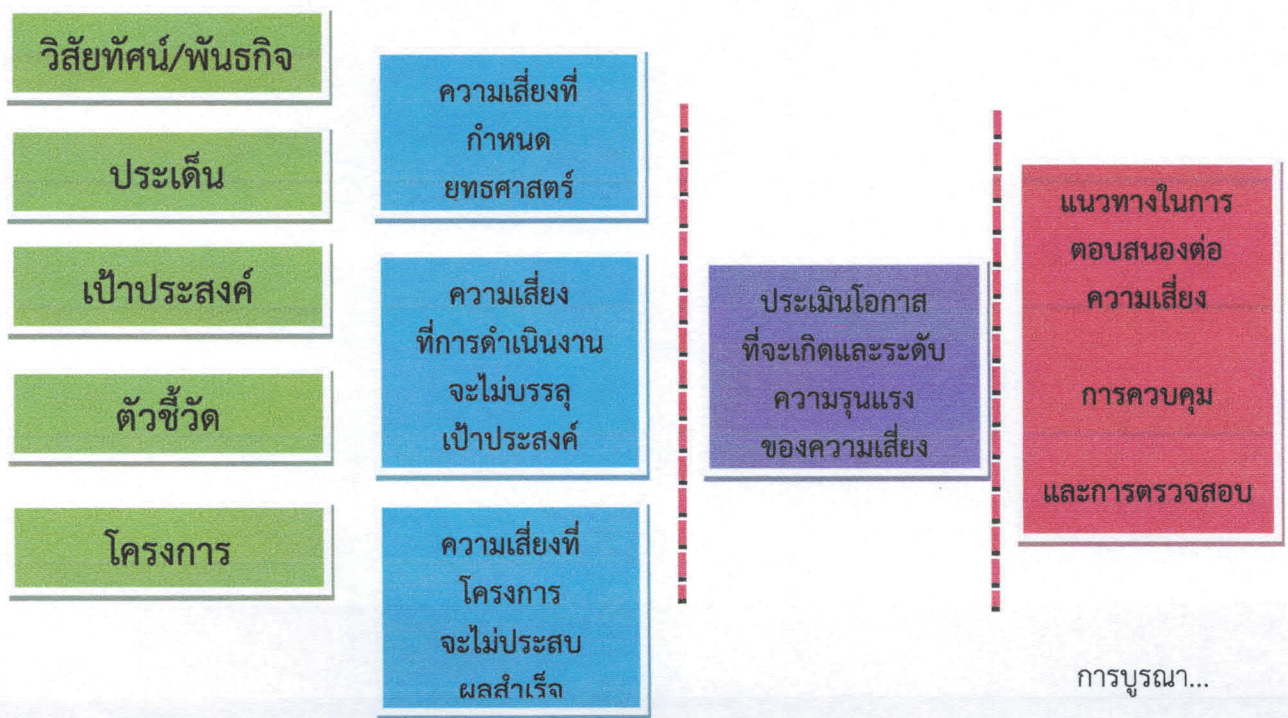 วิสัยทัศน์/พันธกิจ
ประเด็น
เป้าประสงค์
ตัวชี้วัด
โครงการ
ความเสี่ยงที่
กำหนด
ยุทธศาสตร์
ความเสี่ยง
ที่การดำเนินงาน
จะไม่บรรลุ
เป้าประสงค์
ความเสี่ยงที่
โครงการ
จะไม่ประสบ
ผลสำเร็จ
ประเมินโอกาส
ที่จะเกิดและระดับ
ความรุนแรง
ของความเสี่ยง
แนวทางในการ
ตอบสนองต่อ
ความเสี่ยง
การควบคุม
และการตรวจสอบ
การบูรณา...